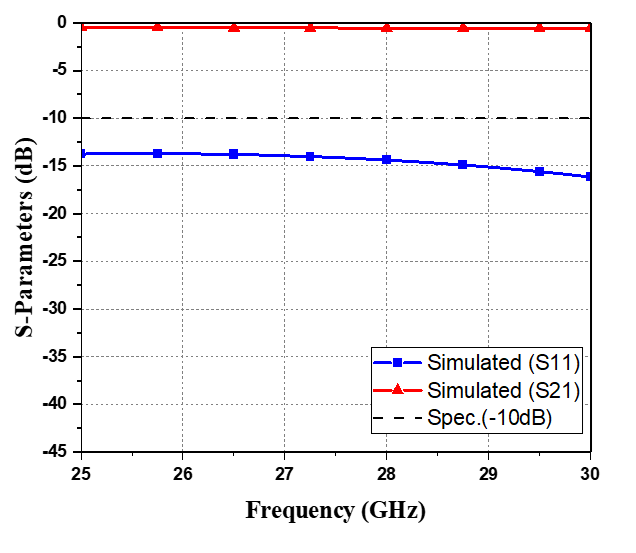 S-Parameters (dB)
0
-5
-10
-15
-20
-25
-30
-35
-40
-45
Simulated (S11)
Simulated (S21)
Spec.(-10dB)
25 26 27 28 29 30
Frequency (GHz)